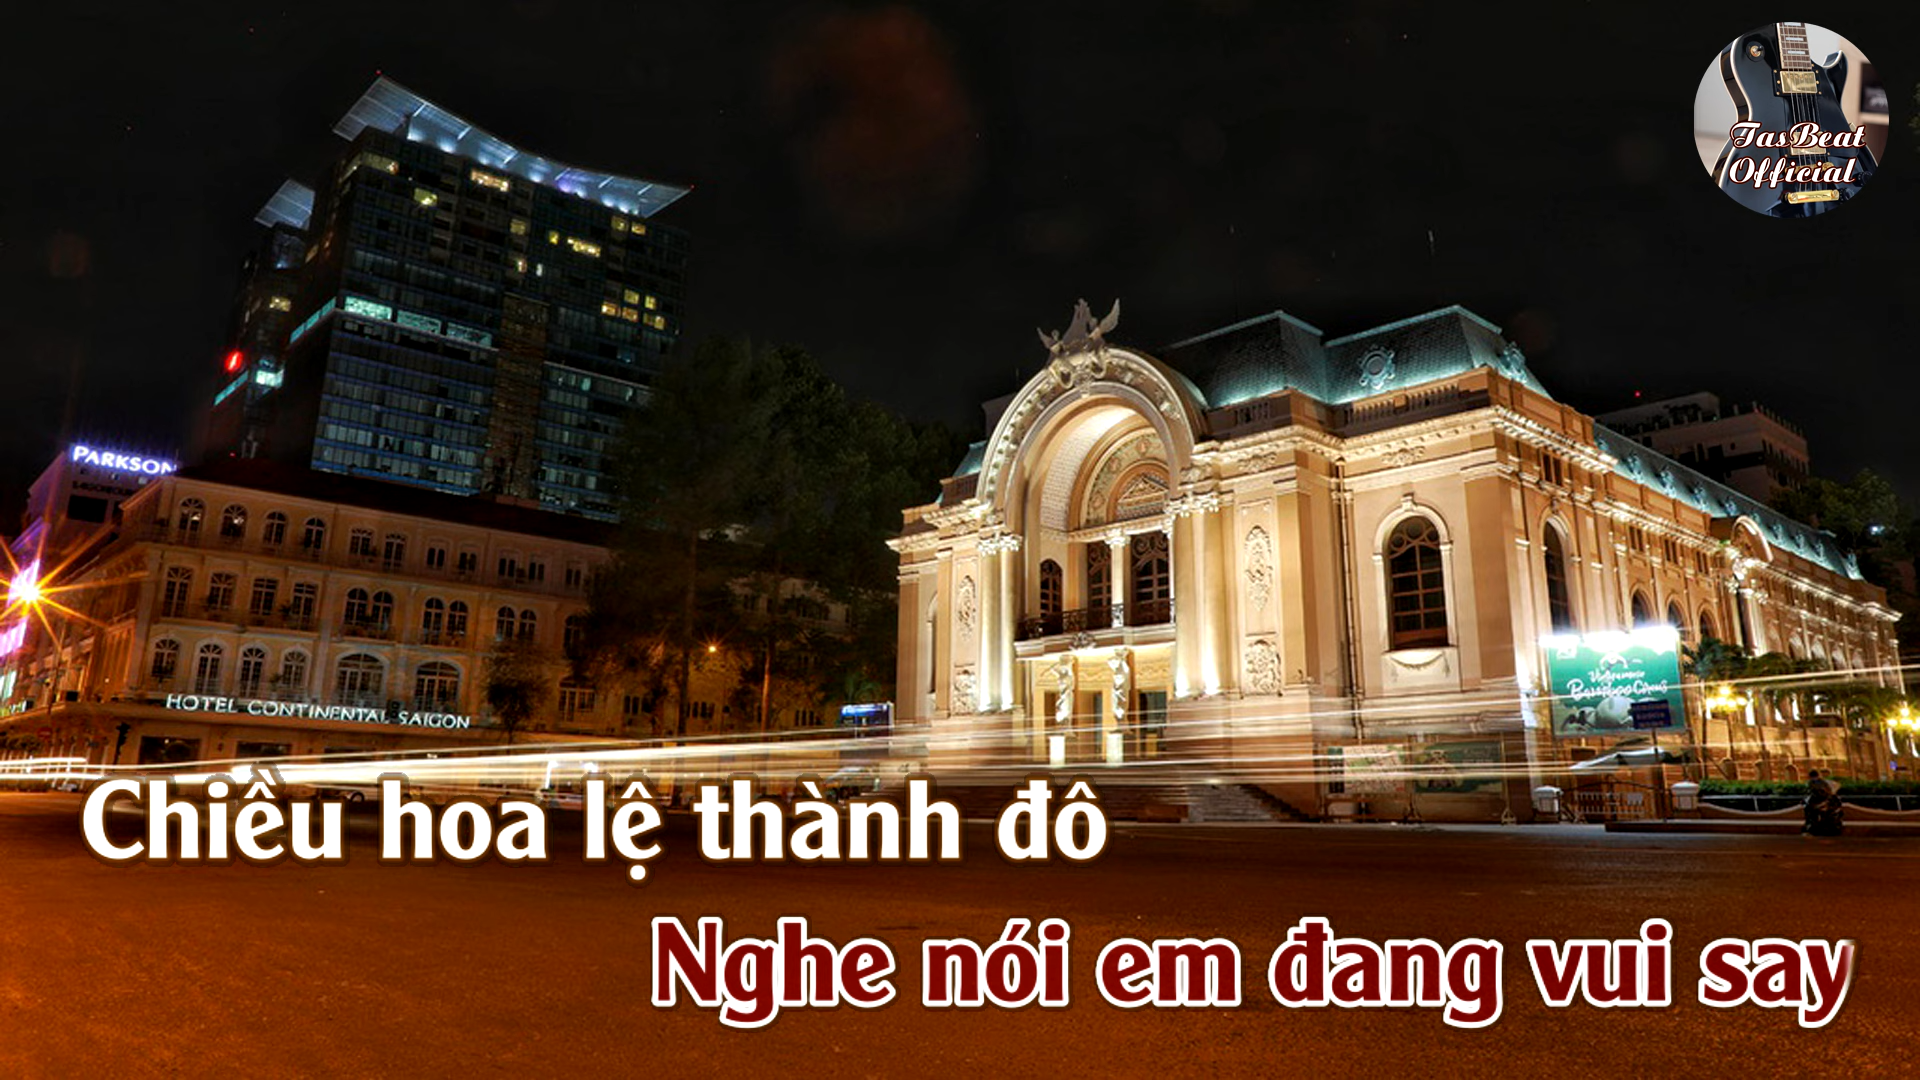 TasBeat
Official
PARKSON
HOTEL CONTINENTAL SAIGON
Chiều hoa lệ thành đô
Nghe nói em đang vui say